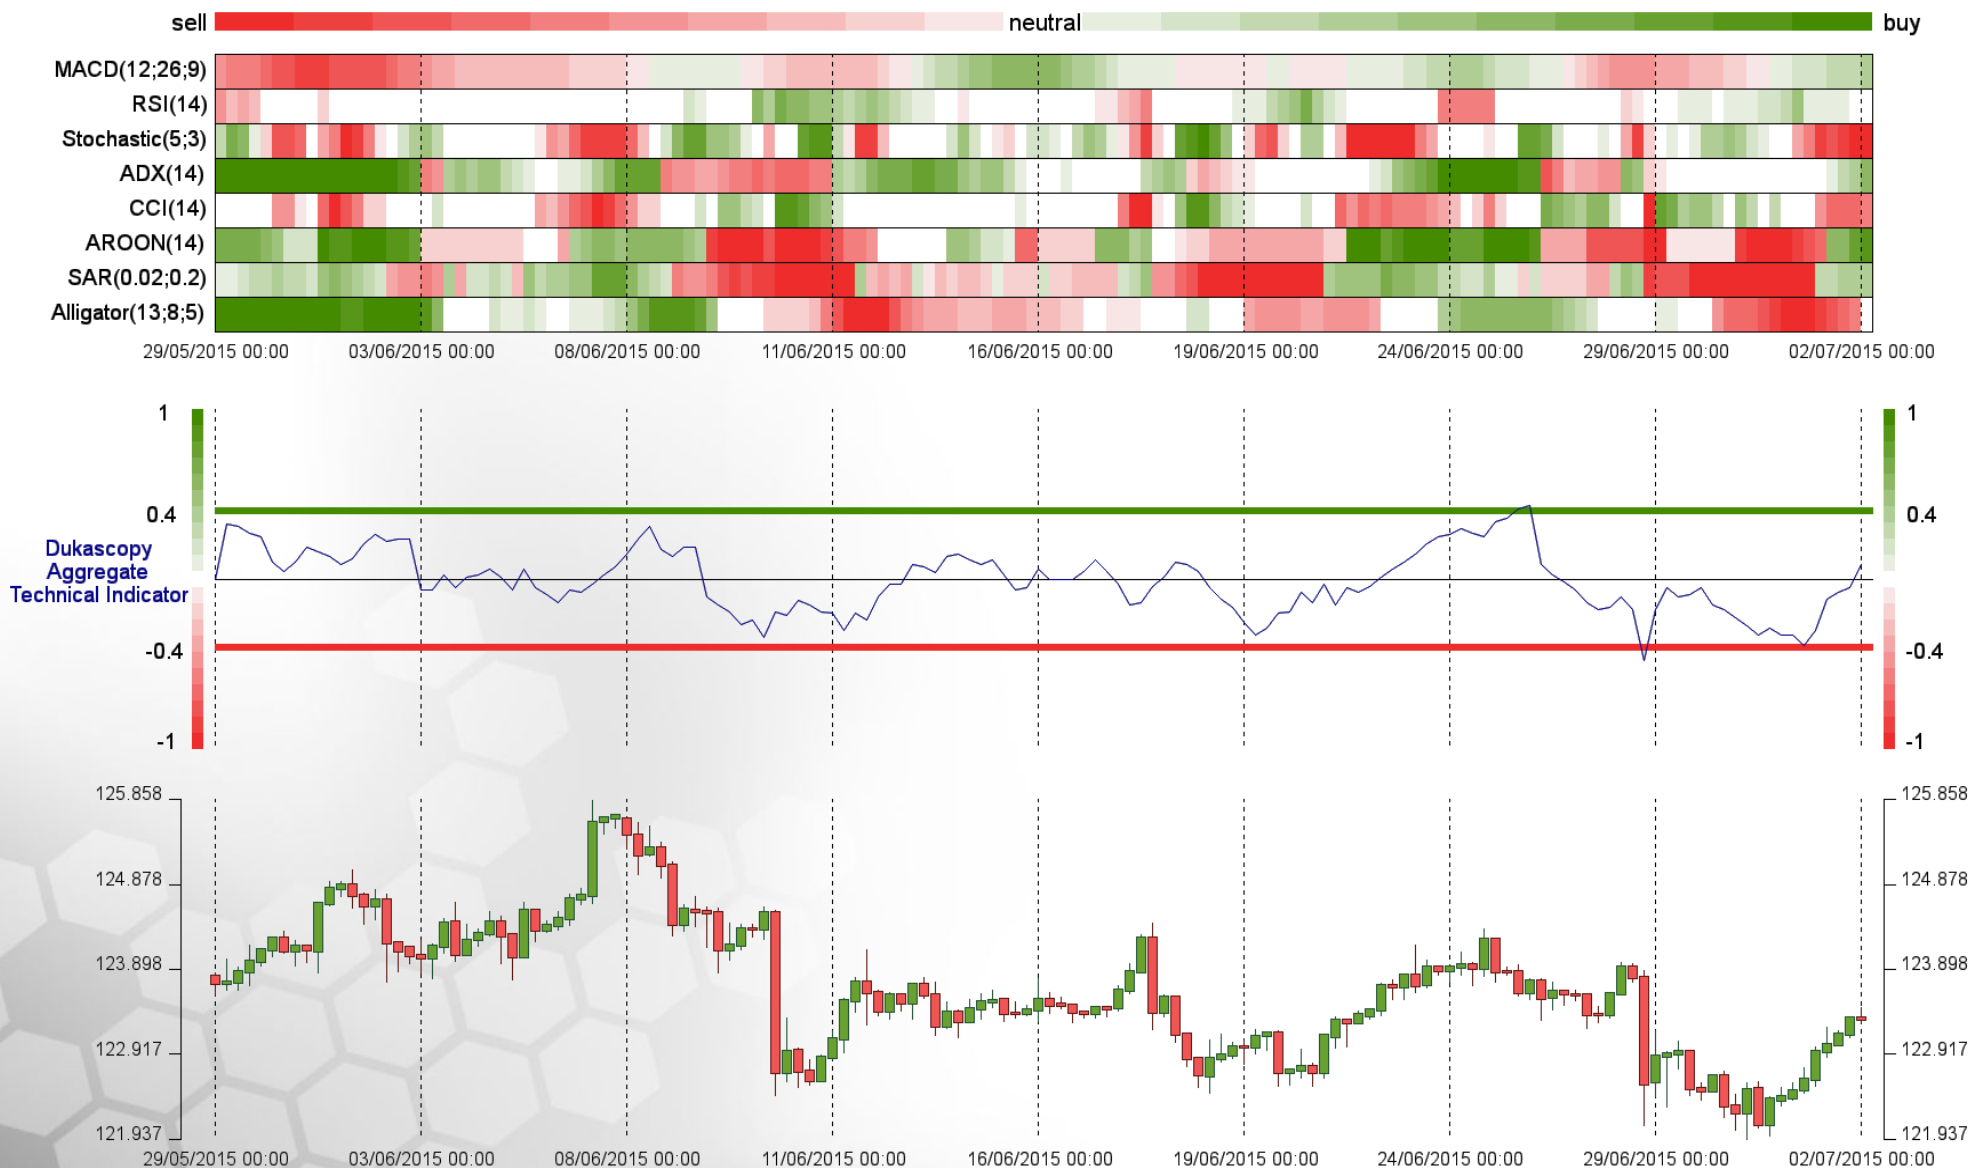 sell neutral buy
MACD(12;26;9)
RSI(14)
Stochastic(5;3)
ADX(14)
CCI(14)
AROON(14)
SAR(0.02;0.2)
Alligator(13;8;5)
29/05/2015 00:00 03/06/2015 00:00 08/06/2015 00:00 11/06/2015 00:00 16/06/2015 00:00 19/06/2015 00:00 24/06/2015 00:00 29/06/2015 00:00 02/07/2015 00:00
1 1
0.4 0.4
Dukascopy
Aggregate
Technical Indicator
-0.4 -0.4
-1 -1
125.858 125.858
124.878 124.878
123.898 123.898
122.917 122.917
121.937 121.937
29/05/2015 00:00 03/06/2015 00:00 08/06/2015 00:00 11/06/2015 00:00 16/06/2015 00:00 19/06/2015 00:00 24/06/2015 00:00 29/06/2015 00:00 02/07/2015 00:00